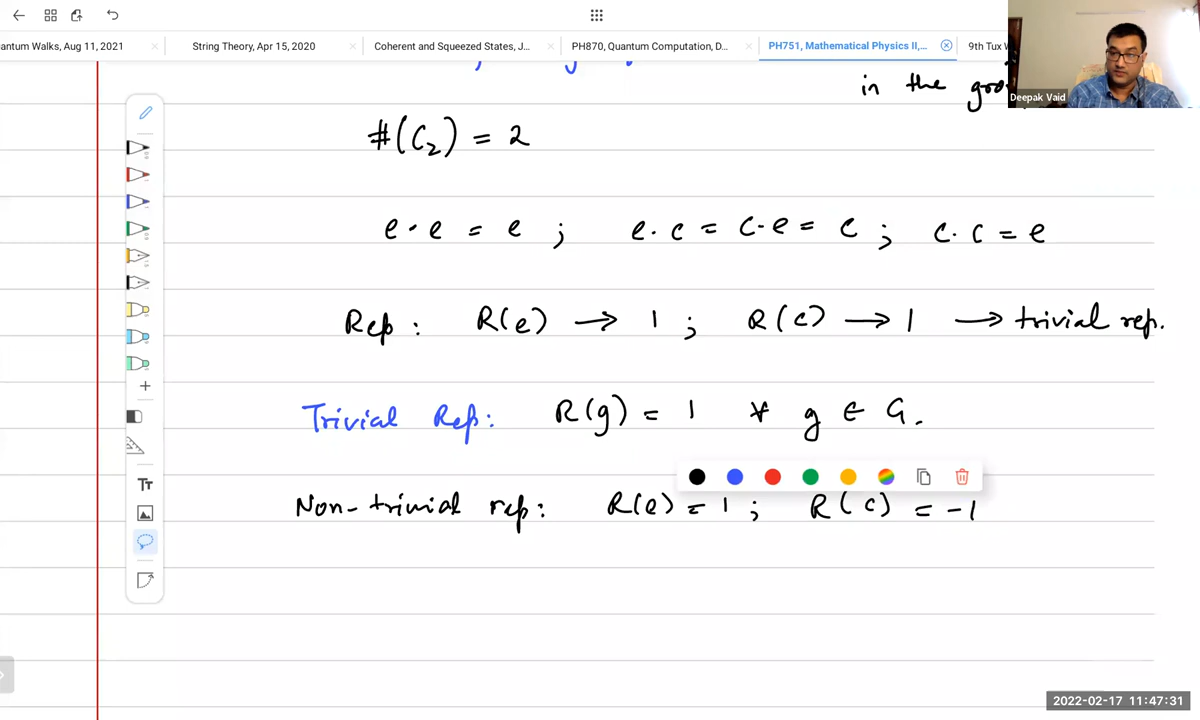 antum Walks, Aug 11, 2021 String Theory, Apr 15, 2020 Coherent and Squeezed States, J... PH870, Quantum Computation, D... PH751, Mathematical Physics II,... 9th Tux W
Deepak Vaid
in the gro
#(C₂) = 2
e · e = e ; e · c = c · e = c ; c · c = e
Rep : R(e) → 1 ; R(c) → 1 → trivial rep.
Trivial Rep: R(g) = 1 ∀ g ∈ G.
Non-trivial rep: R(e) = 1 ; R(c) = -1
TT
2022-02-17 11:47:31